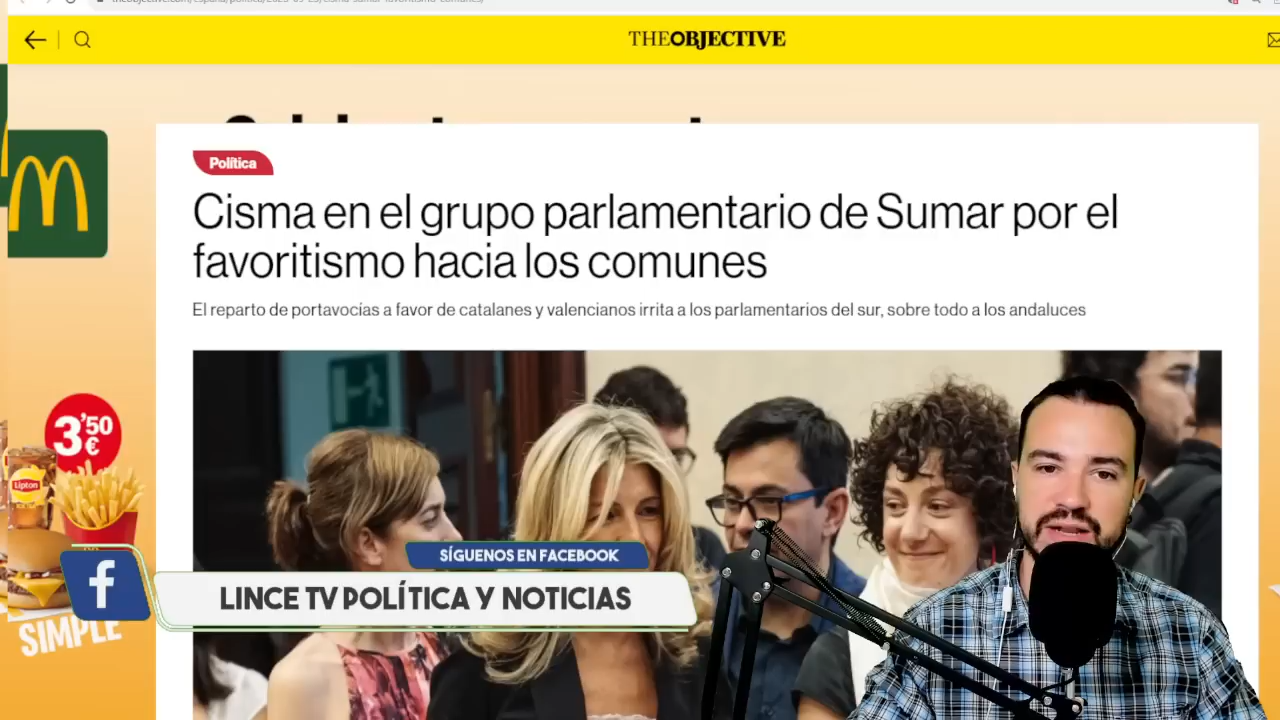 THEOBJECTIVE
Política
Cisma en el grupo parlamentario de Sumar por el
favoritismo hacia los comunes
El reparto de portavocías a favor de catalanes y valencianos irrita a los parlamentarios del sur, sobre todo a los andaluces
3'50
€
Lipton
SIMPLE
SÍGUENOS EN FACEBOOK
LINCE TV POLÍTICA Y NOTICIAS